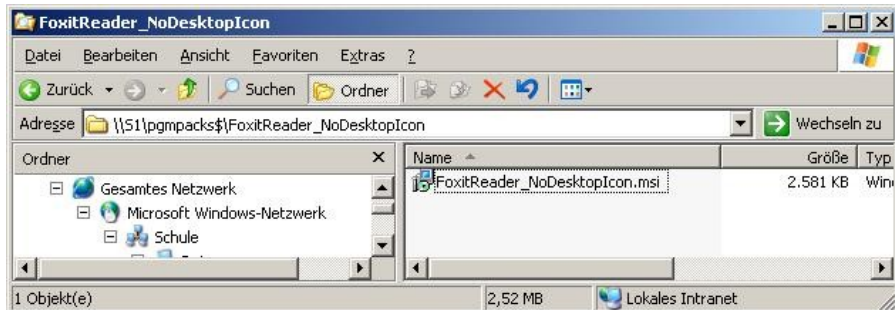 FoxitReader_NoDesktopIcon
Datei Bearbeiten Ansicht Favoriten Extras ?
Zurück Suchen Ordner
Adresse \\S1\pgmpacks$\FoxitReader_NoDesktopIcon Wechseln zu
Ordner
Gesamtes Netzwerk
Microsoft Windows-Netzwerk
Schule
Name Größe Typ
FoxitReader_NoDesktopIcon.msi 2.581 KB Win
1 Objekt(e) 2,52 MB Lokales Intranet